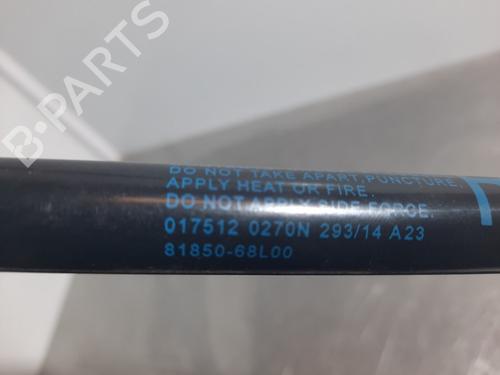 B-PARTS
DO NOT TAKE APART, PUNCTURE,
APPLY HEAT OR FIRE.
DO NOT APPLY SIDE FORCE.
017512 0270N 293/14 A23
81850-68L00